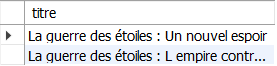 titre
La guerre des étoiles : Un nouvel espoir
La guerre des étoiles : L empire contr...